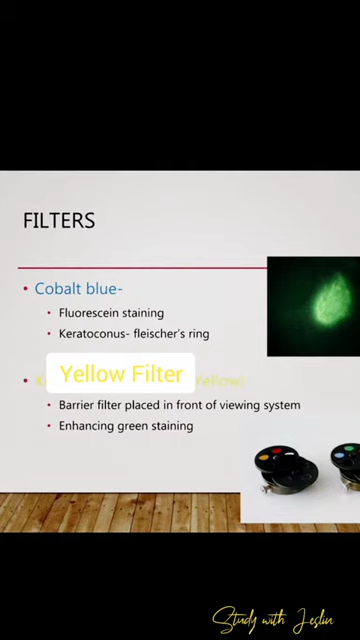 FILTERS
• Cobalt blue-
• Fluorescein staining
• Keratoconus- fleischer's ring
Yellow Filter
Yellow)
• Barrier filter placed in front of viewing system
• Enhancing green staining
Study with Jeslin